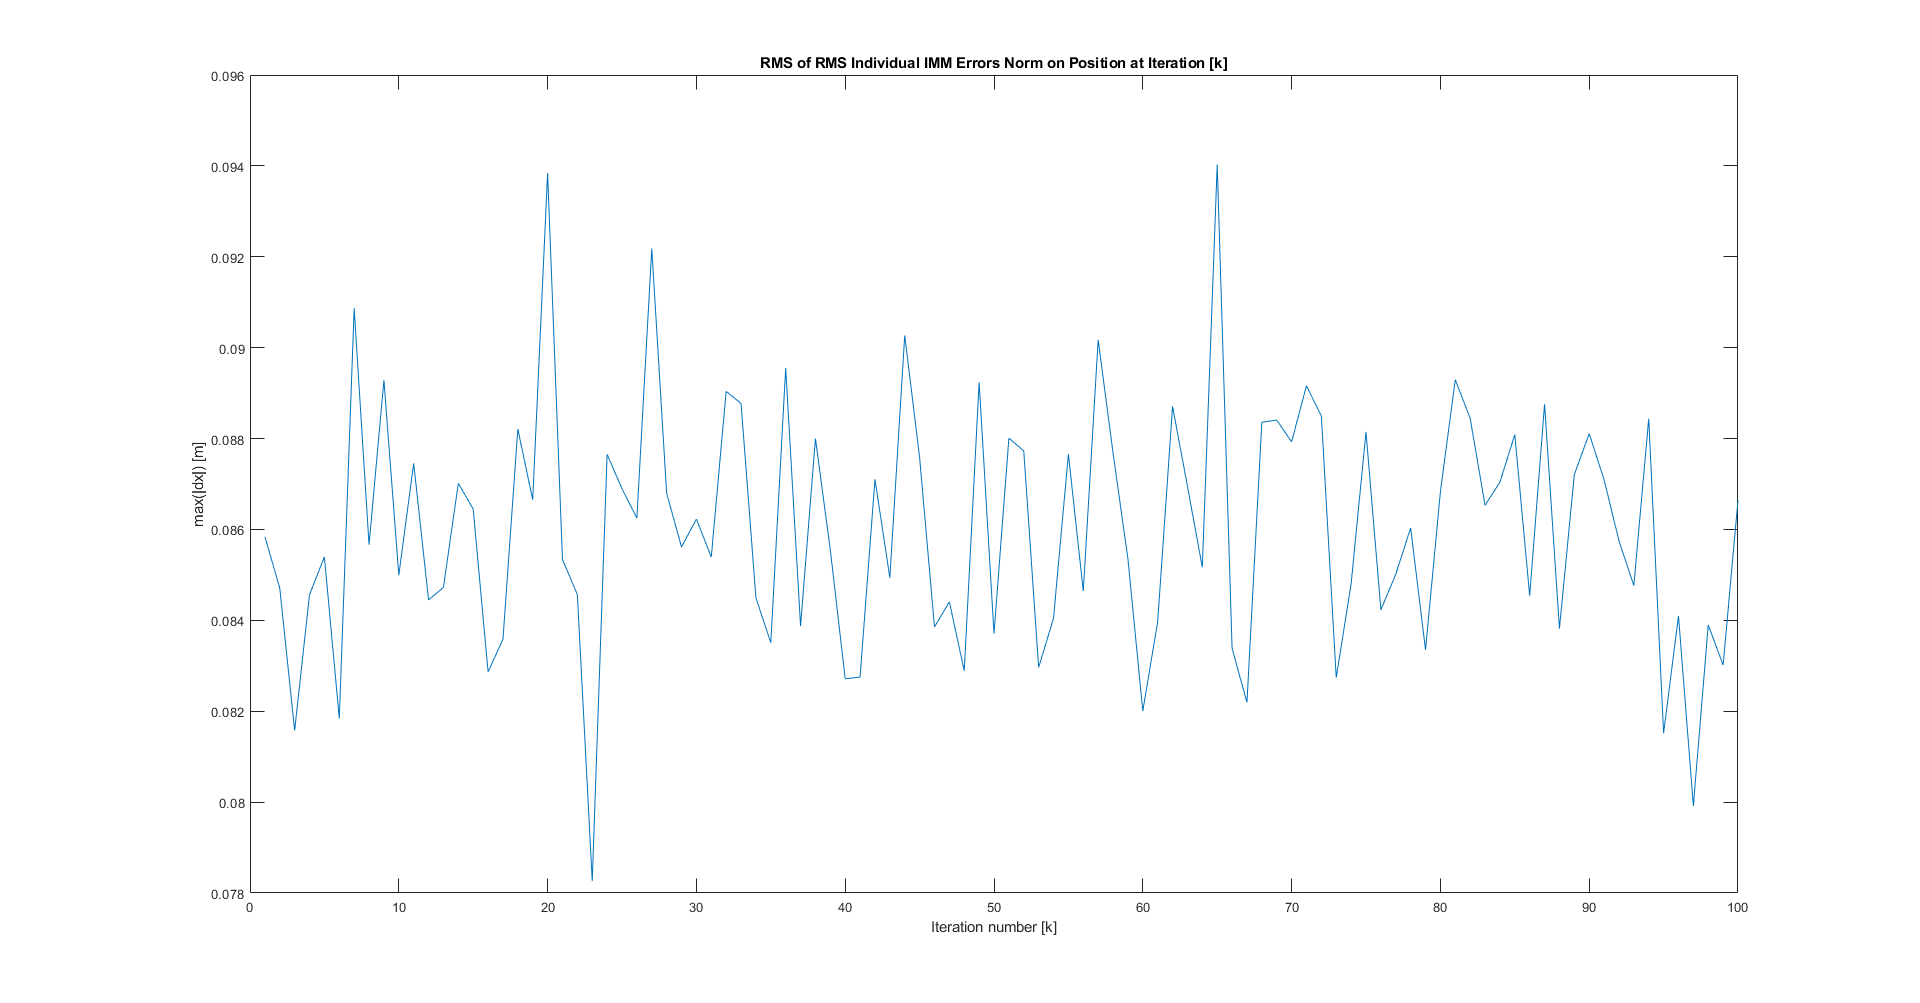 RMS of RMS Individual IMM Errors Norm on Position at Iteration [k]
0.096
0.094
0.092
0.09
0.088
0.086
0.084
0.082
0.08
0.078
max(|dx|) [m]
0 10 20 30 40 50 60 70 80 90 100
Iteration number [k]